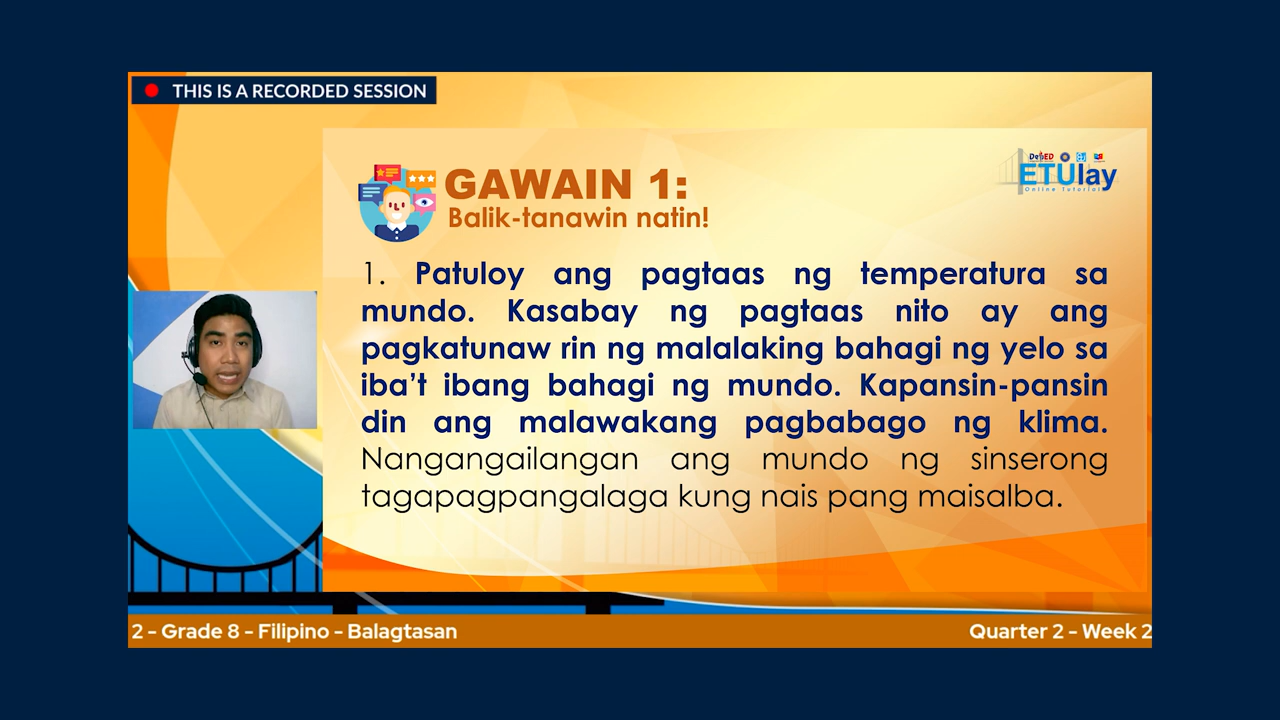 THIS IS A RECORDED SESSION
DepED
ETUlay
Online Tutorial
GAWAIN 1:
Balik-tanawin natin!
1. Patuloy ang pagtaas ng temperatura sa
mundo. Kasabay ng pagtaas nito ay ang
pagkatunaw rin ng malalaking bahagi ng yelo sa
iba't ibang bahagi ng mundo. Kapansin-pansin
din ang malawakang pagbabago ng klima.
Nangangailangan ang mundo ng sinserong
tagapagpangalaga kung nais pang maisalba.
2 - Grade 8 - Filipino - Balagtasan
Quarter 2 - Week 2